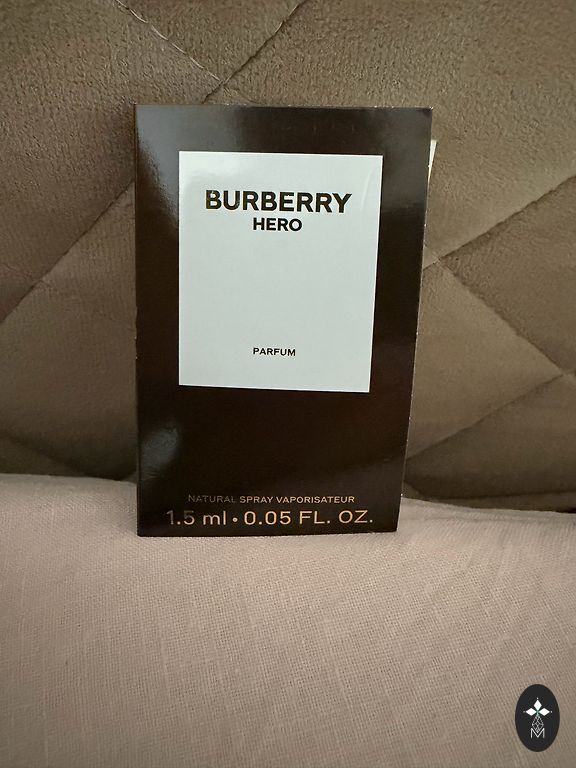 BURBERRY
HERO
PARFUM
NATURAL SPRAY VAPORISATEUR
1.5 ml • 0.05 FL. OZ.
M